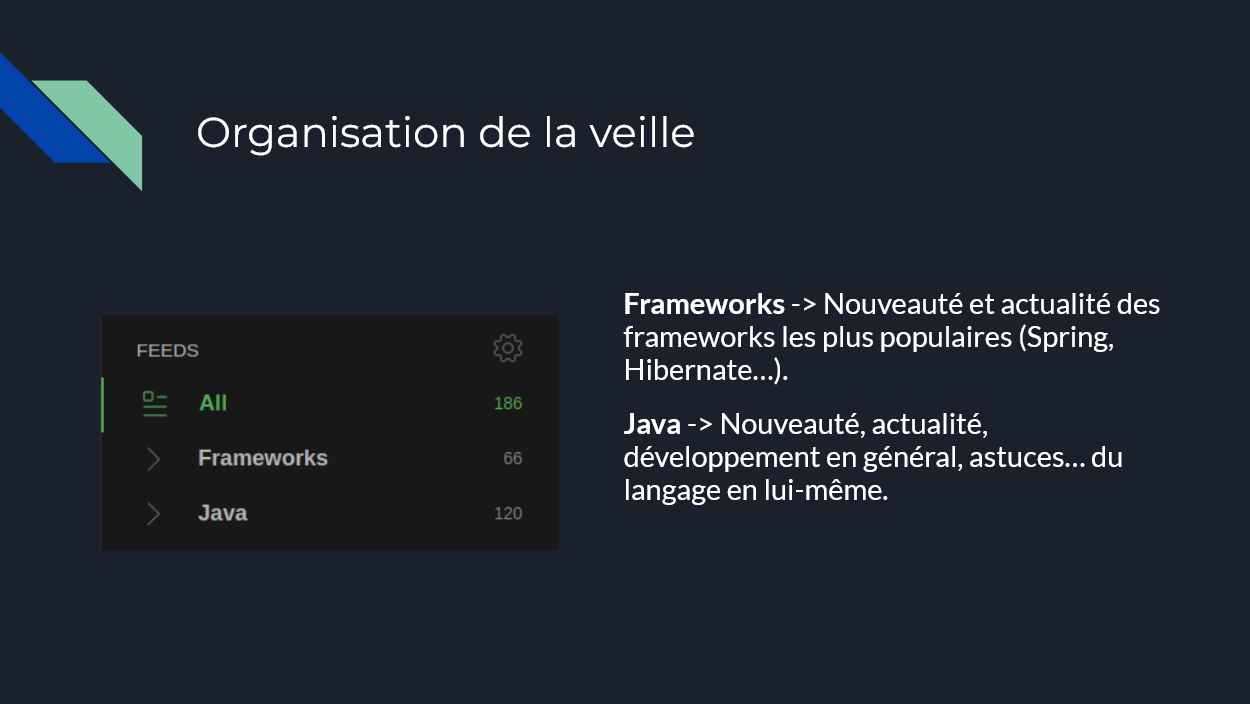 Organisation de la veille
FEEDS
All 186
Frameworks 66
Java 120
Frameworks -> Nouveauté et actualité des
frameworks les plus populaires (Spring,
Hibernate...).
Java -> Nouveauté, actualité,
développement en général, astuces... du
langage en lui-même.